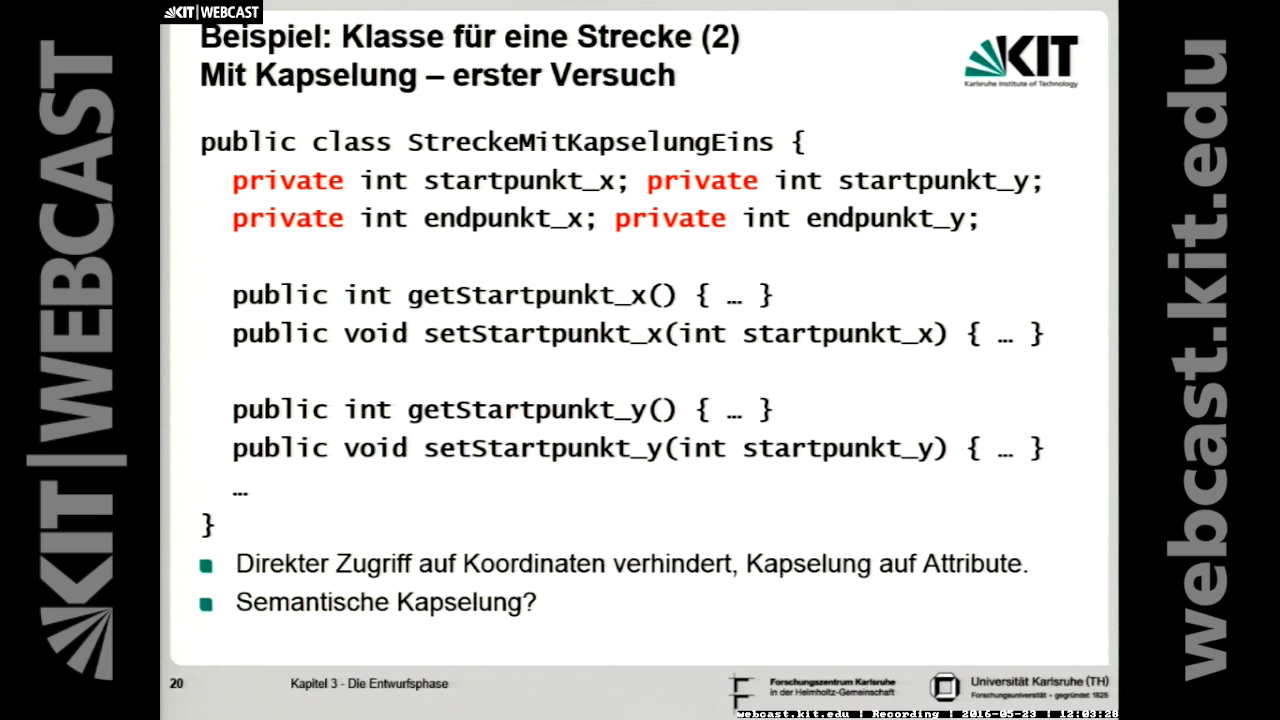 KIT|WEBCAST
KIT|WEBCAST
webcast.kit.edu
Beispiel: Klasse für eine Strecke (2)
Mit Kapselung – erster Versuch
KIT
Karlsruhe Institute of Technology
public class StreckeMitKapselungEins {
private int startpunkt_x; private int startpunkt_y;
private int endpunkt_x; private int endpunkt_y;
public int getStartpunkt_x() { … }
public void setStartpunkt_x(int startpunkt_x) { … }
public int getStartpunkt_y() { … }
public void setStartpunkt_y(int startpunkt_y) { … }
…
}
Direkter Zugriff auf Koordinaten verhindert, Kapselung auf Attribute.
Semantische Kapselung?
20 Kapitel 3 - Die Entwurfsphase
Forschungszentrum Karlsruhe
in der Helmholtz-Gemeinschaft
Universität Karlsruhe (TH)
Forschungsuniversität • gegründet 1825
webcast.kit.edu | Recording | 2016-05-23 | 12:03:28